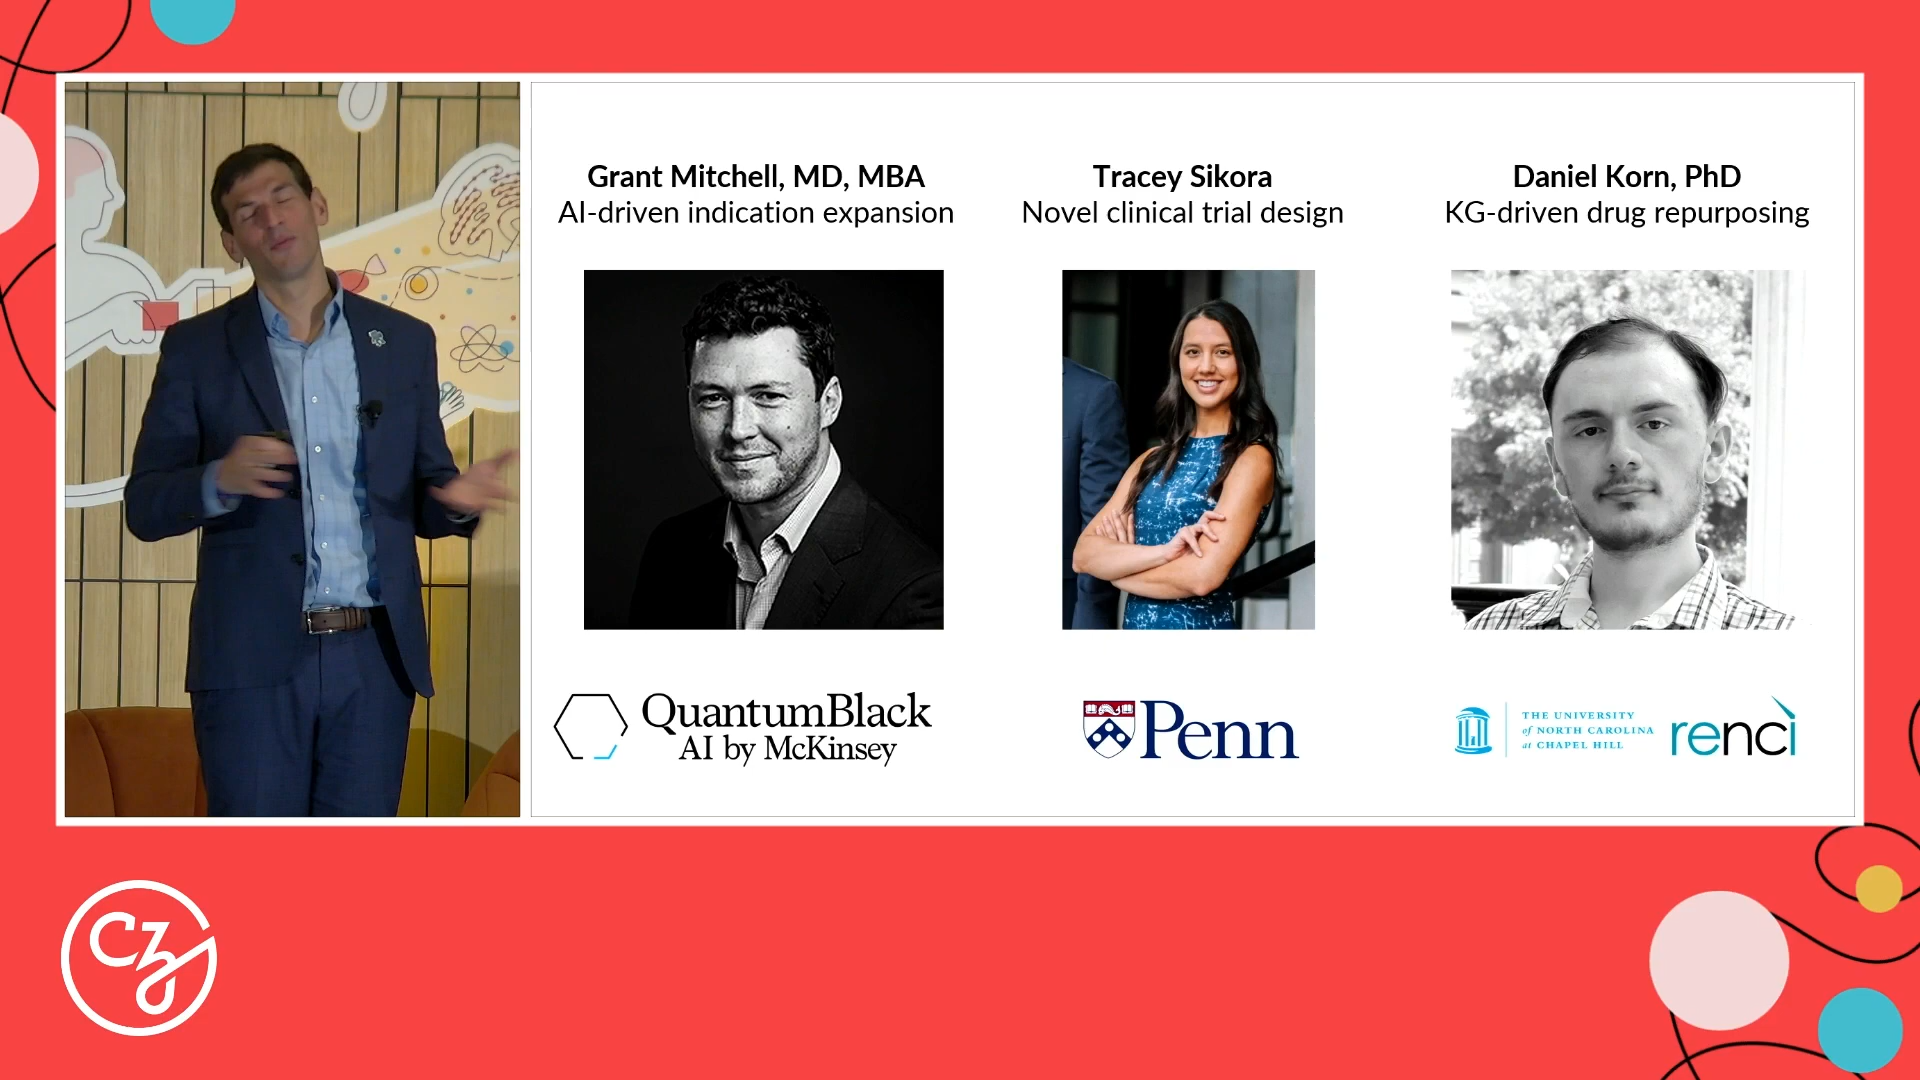 Grant Mitchell, MD, MBA
AI-driven indication expansion
Tracey Sikora
Novel clinical trial design
Daniel Korn, PhD
KG-driven drug repurposing
QuantumBlack
AI by McKinsey
Penn
THE UNIVERSITY
of NORTH CAROLINA
at CHAPEL HILL
renci
CZI